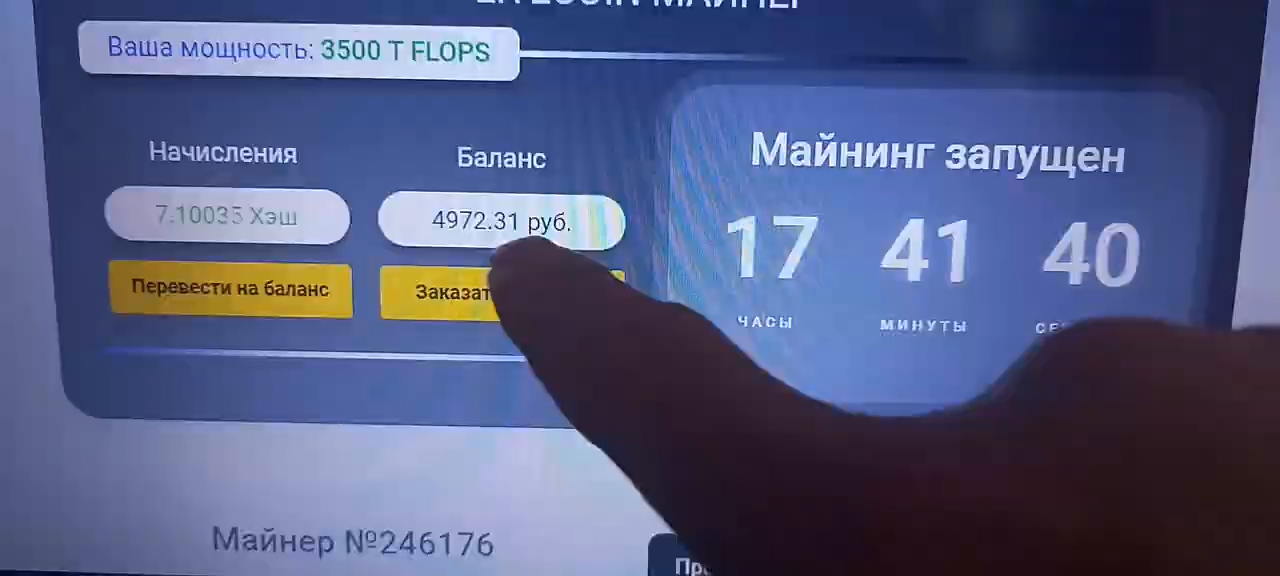 МАЙНЕР
Ваша мощность: 3500 T FLOPS
Начисления
Баланс
Майнинг запущен
7.10035 Хэш
4972.31 руб.
17 41 40
Перевести на баланс
ЧАСЫ
МИНУТЫ
Майнер №246176